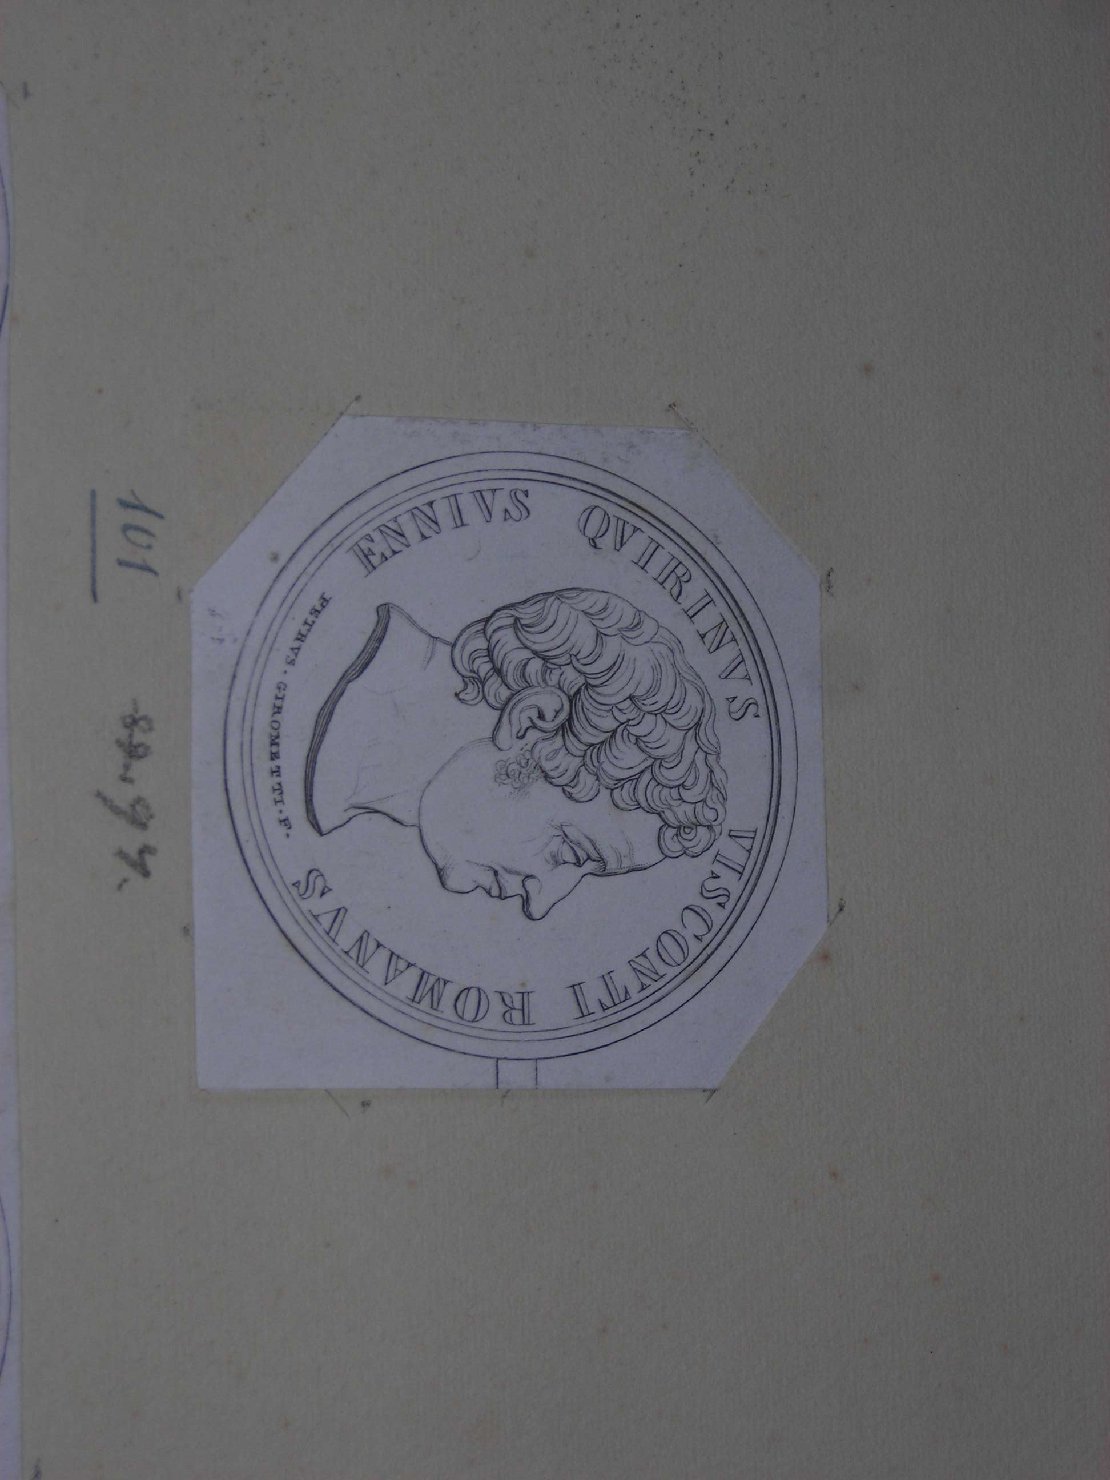 ENNIVS QVIRINVS VISCONTI ROMANVS
PETRVS · GIROMETTI · F ·
101